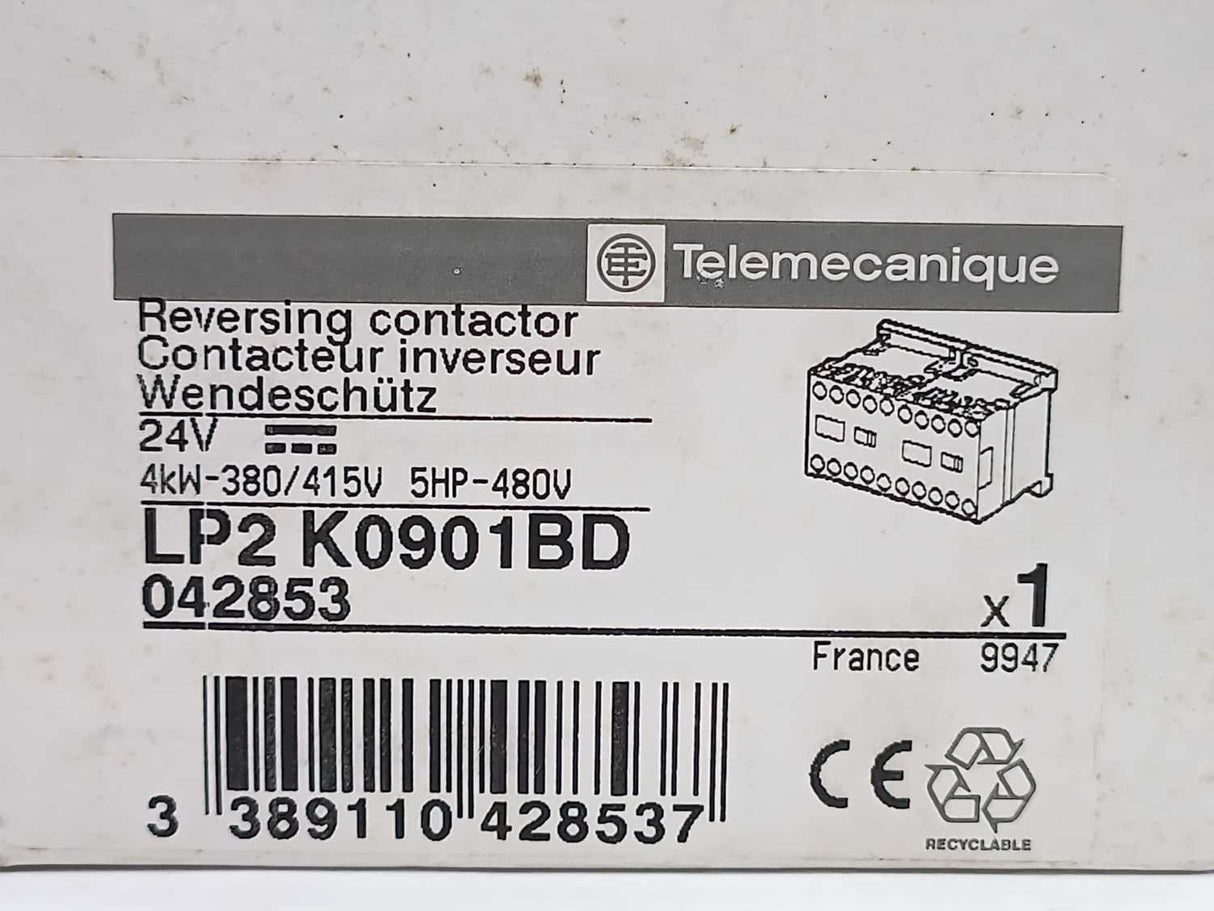 Telemecanique
Reversing contactor
Contacteur inverseur
Wendeschütz
24V
4kW-380/415V 5HP-480V
LP2 K0901BD
042853
x1
France 9947
3 389110 428537
CE
RECYCLABLE